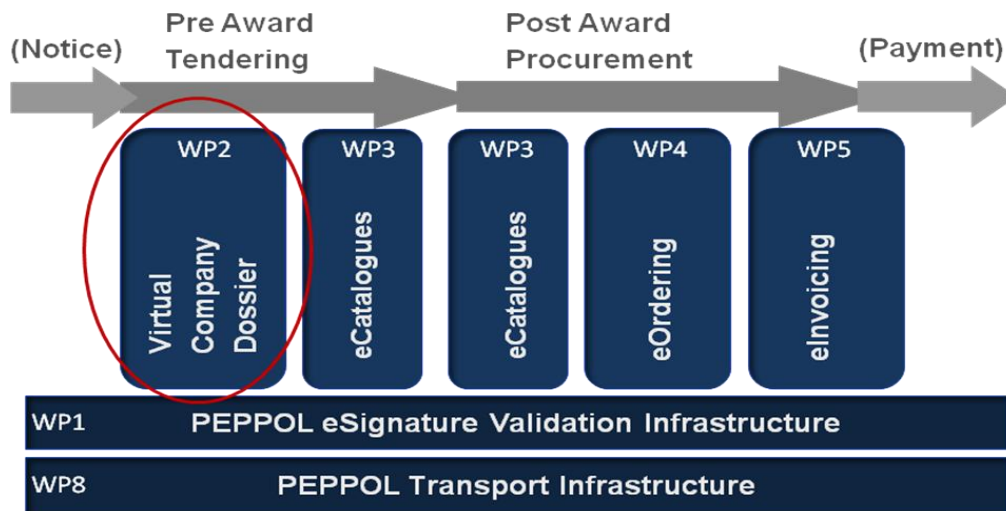 (Notice)
Pre Award
Tendering
Post Award
Procurement
(Payment)
WP2
Virtual
Company
Dossier
WP3
eCatalogues
WP3
eCatalogues
WP4
eOrdering
WP5
eInvoicing
WP1 PEPPOL eSignature Validation Infrastructure
WP8 PEPPOL Transport Infrastructure